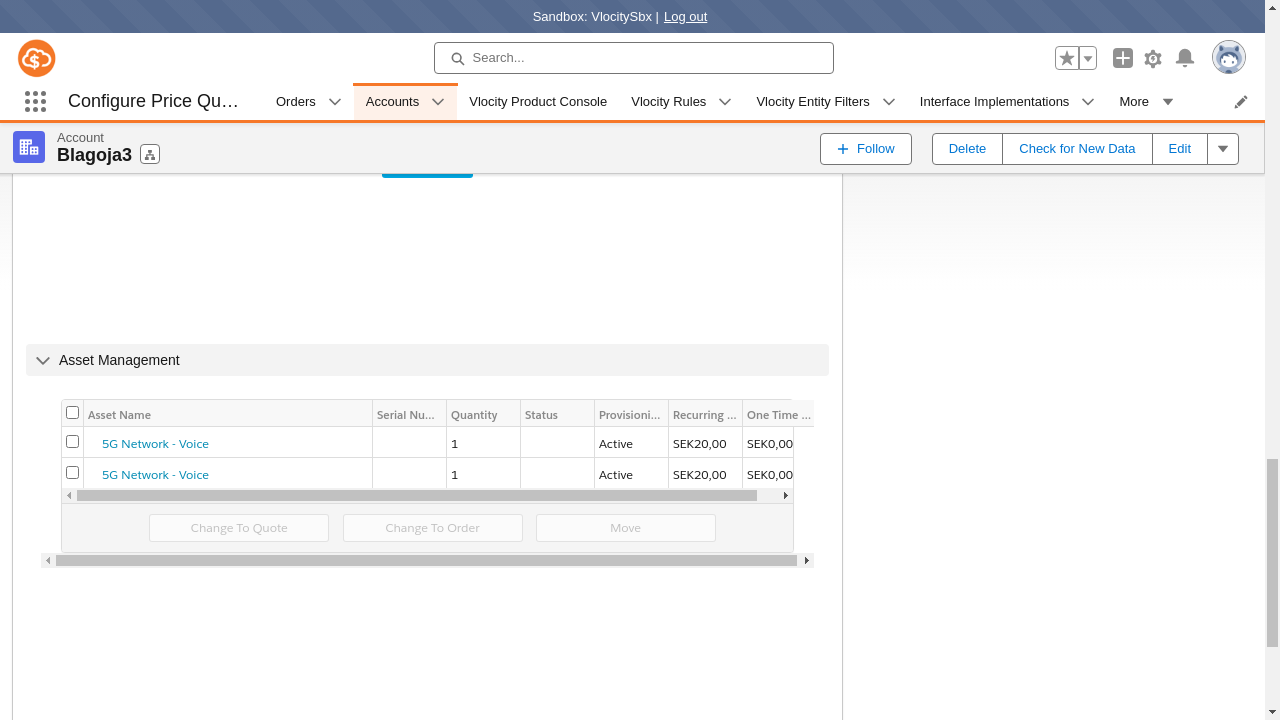 Sandbox: VlocitySbx | Log out
Search...
Configure Price Qu... Orders Accounts Vlocity Product Console Vlocity Rules Vlocity Entity Filters Interface Implementations More
Account
Blagoja3
Follow Delete Check for New Data Edit
Asset Management
Asset Name Serial Nu... Quantity Status Provisioni... Recurring ... One Time ...
5G Network - Voice 1 Active SEK20,00 SEK0,00
5G Network - Voice 1 Active SEK20,00 SEK0,00
Change To Quote Change To Order Move